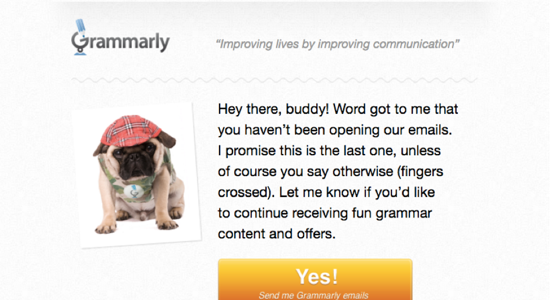 Grammarly
“Improving lives by improving communication”
Hey there, buddy! Word got to me that
you haven’t been opening our emails.
I promise this is the last one, unless
of course you say otherwise (fingers
crossed). Let me know if you’d like
to continue receiving fun grammar
content and offers.
Yes!
Send me Grammarly emails